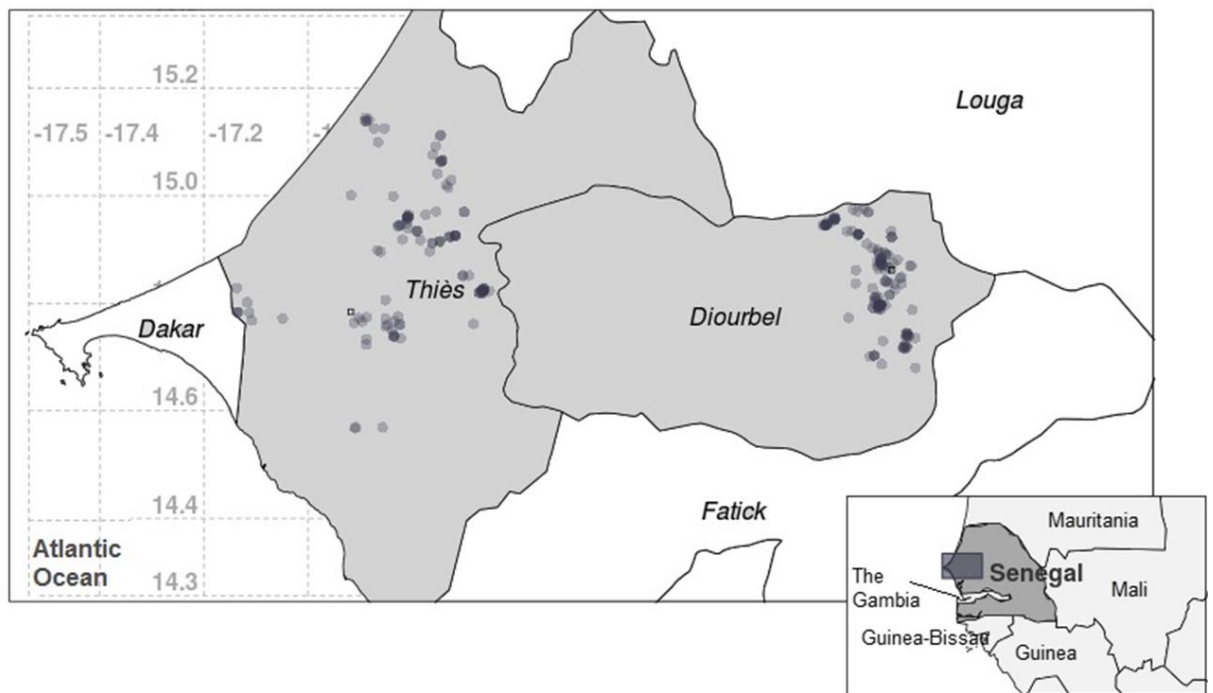 15.2
Louga
-17.5
-17.4
-17.2
15.0
Thiès
Diourbel
Dakar
14.6
Fatick
14.4
Atlantic
Ocean
14.3
Mauritania
Senegal
The
Gambia
Mali
Guinea-Bissau
Guinea